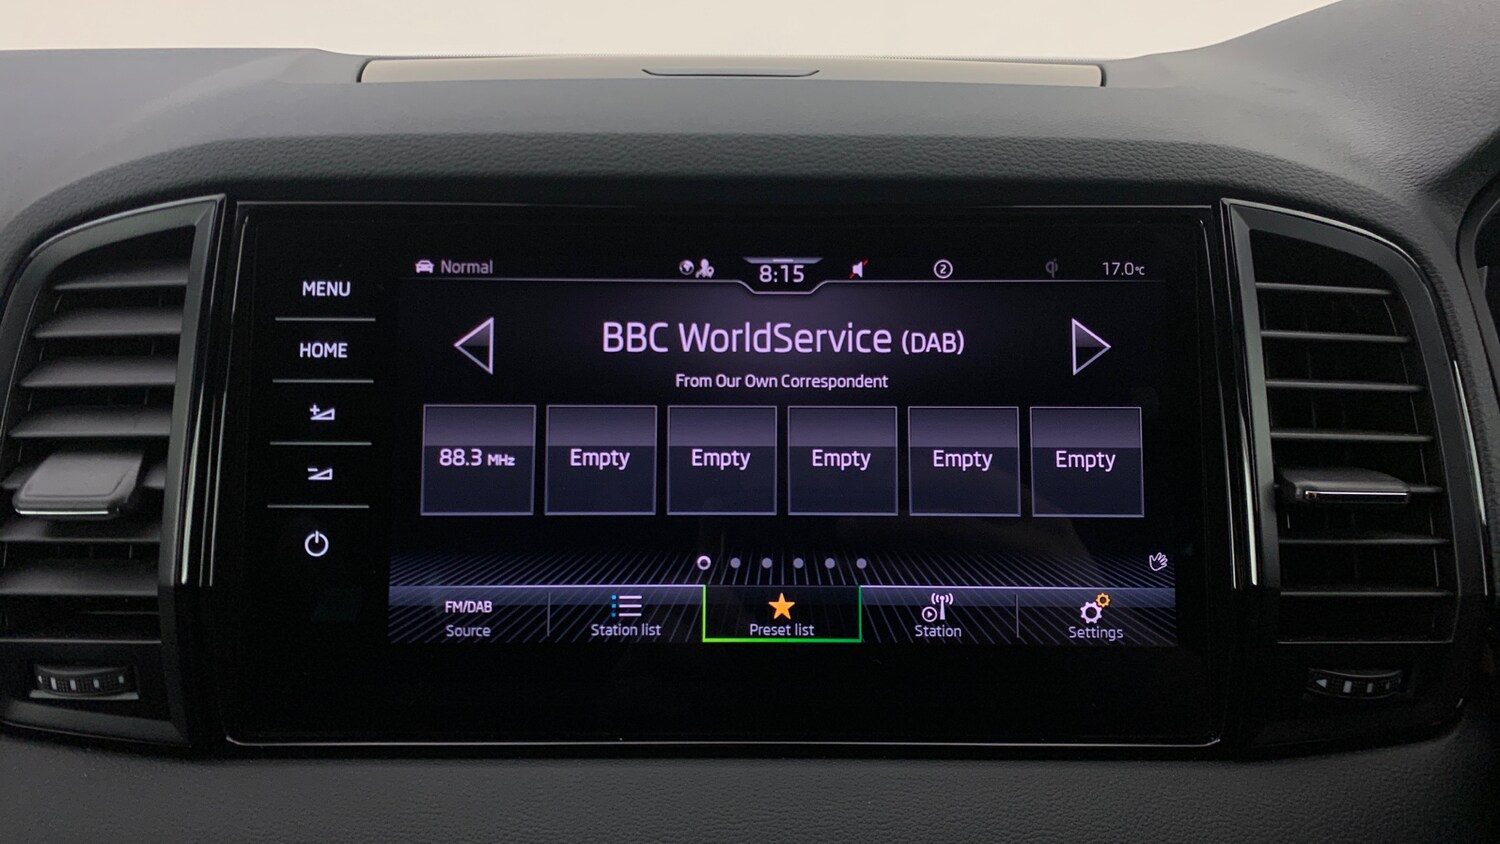 Normal
8:15
2
17.0°C
MENU
HOME
BBC WorldService (DAB)
From Our Own Correspondent
88.3 MHz
Empty
Empty
Empty
Empty
Empty
FM/DAB
Source
Station list
Preset list
Station
Settings